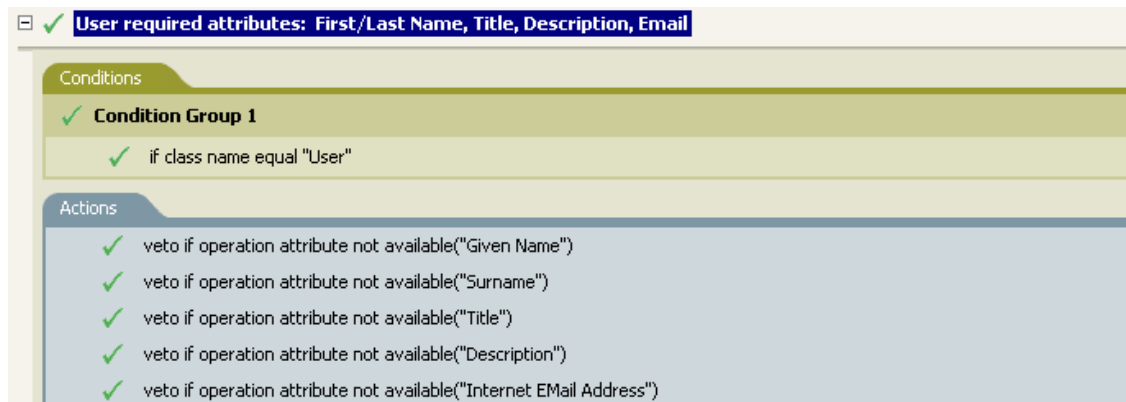 User required attributes: First/Last Name, Title, Description, Email
Conditions
Condition Group 1
if class name equal "User"
Actions
veto if operation attribute not available("Given Name")
veto if operation attribute not available("Surname")
veto if operation attribute not available("Title")
veto if operation attribute not available("Description")
veto if operation attribute not available("Internet EMail Address")